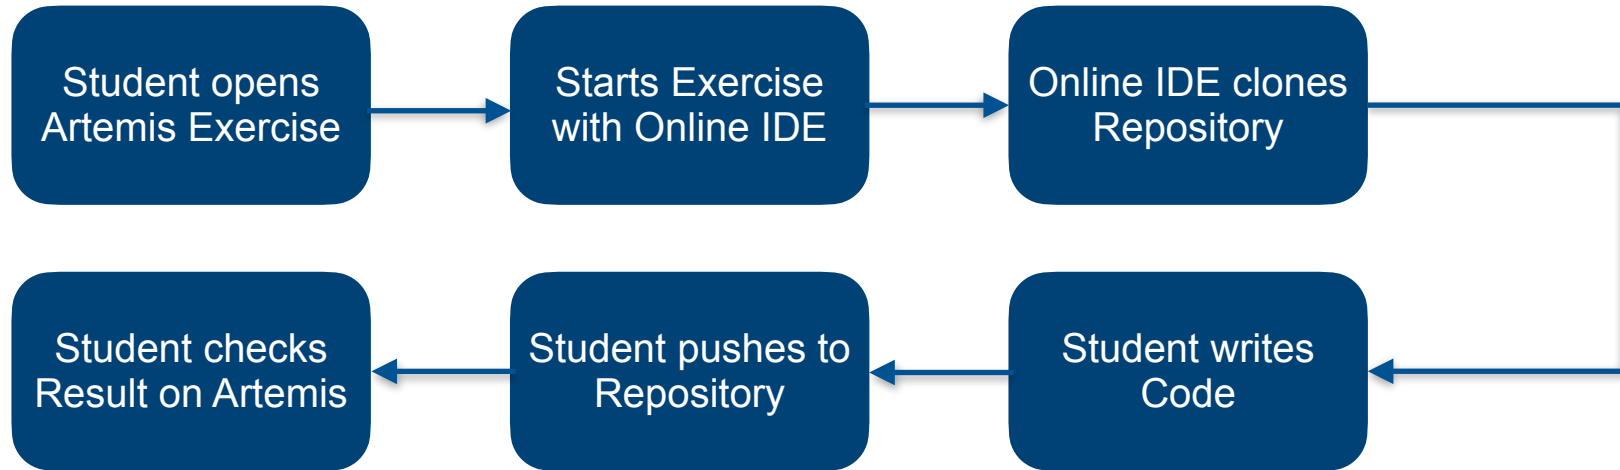 Student opens
Artemis Exercise
Starts Exercise
with Online IDE
Online IDE clones
Repository
Student writes
Code
Student pushes to
Repository
Student checks
Result on Artemis